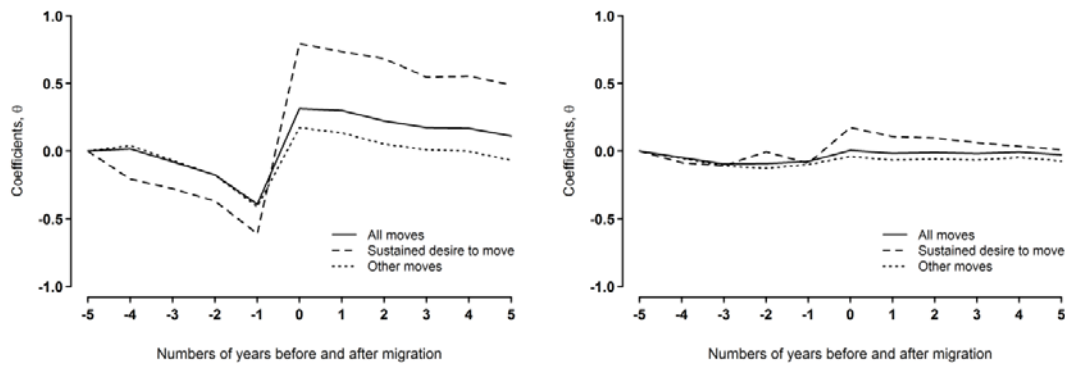 1.0
0.5
0.0
-0.5
-1.0
Coefficients, θ
All moves
Sustained desire to move
Other moves
-5 -4 -3 -2 -1 0 1 2 3 4 5
Numbers of years before and after migration
1.0
0.5
0.0
-0.5
-1.0
Coefficients, θ
All moves
Sustained desire to move
Other moves
-5 -4 -3 -2 -1 0 1 2 3 4 5
Numbers of years before and after migration